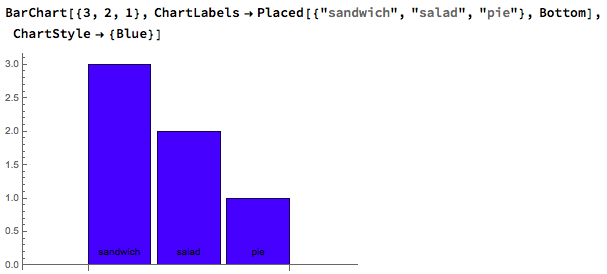 BarChart[{3, 2, 1}, ChartLabels → Placed[{"sandwich", "salad", "pie"}, Bottom],
ChartStyle → {Blue}]
3.0
2.5
2.0
1.5
1.0
0.5
0.0
sandwich salad pie